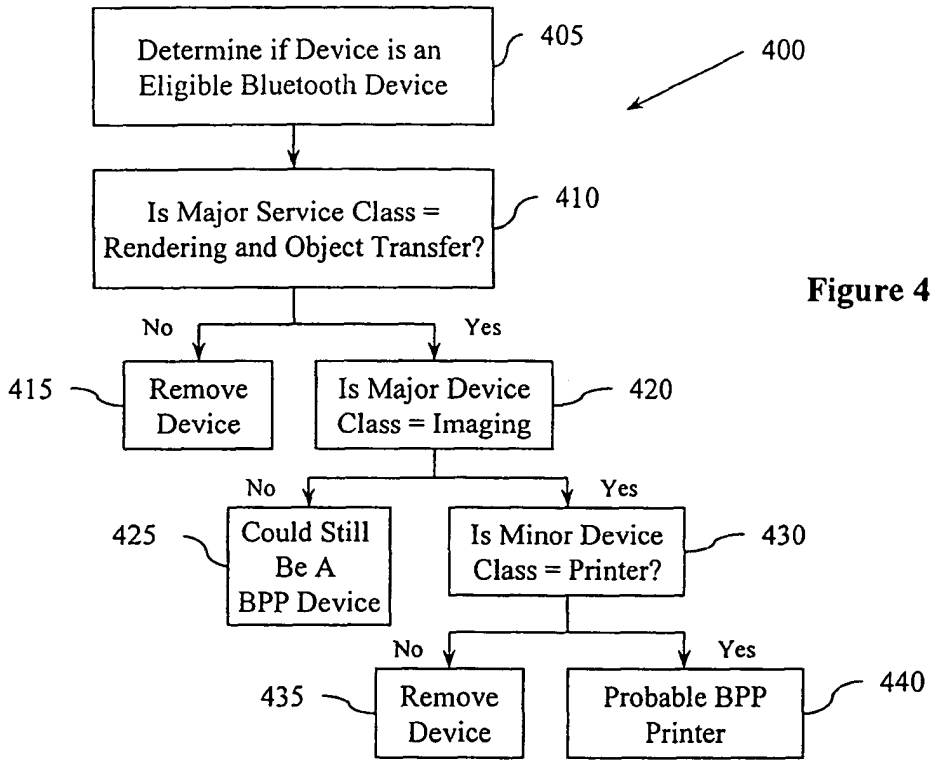 Determine if Device is an
Eligible Bluetooth Device
405
400
Is Major Service Class =
Rendering and Object Transfer?
410
Figure 4
No
Yes
415
Remove
Device
Is Major Device
Class = Imaging
420
No
Yes
425
Could Still
Be A
BPP Device
Is Minor Device
Class = Printer?
430
No
Yes
435
Remove
Device
Probable BPP
Printer
440